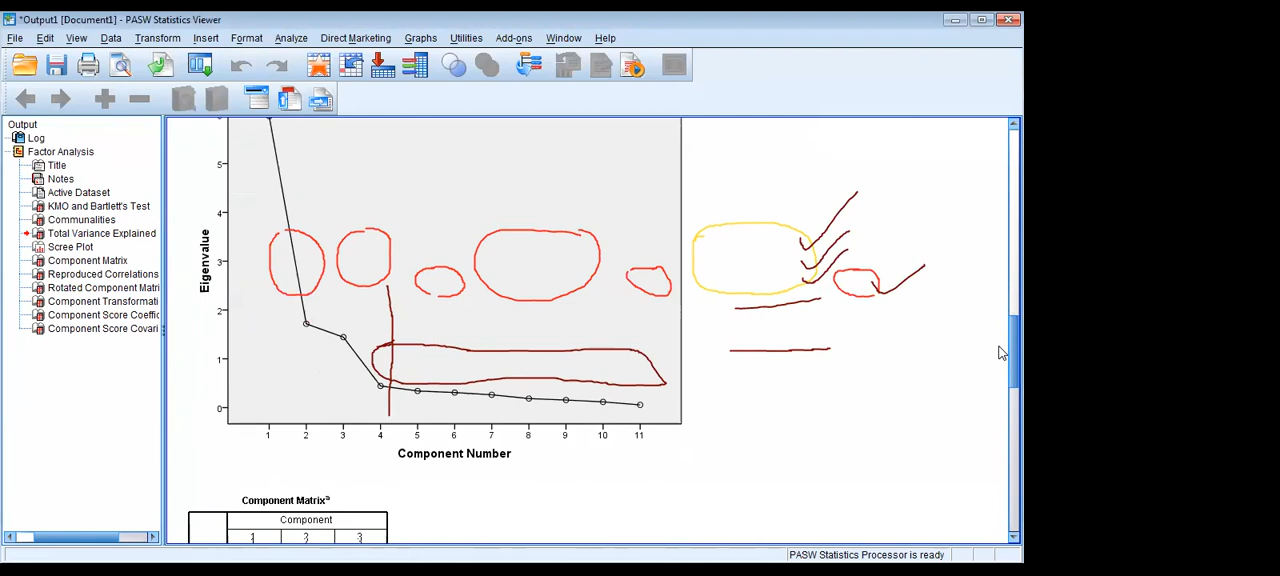 *Output1 [Document1] - PASW Statistics Viewer
File Edit View Data Transform Insert Format Analyze Direct Marketing Graphs Utilities Add-ons Window Help
Output
Log
Factor Analysis
Title
Notes
Active Dataset
KMO and Bartlett's Test
Communalities
Total Variance Explained
Scree Plot
Component Matrix
Reproduced Correlations
Rotated Component Matri
Component Transformati
Component Score Coeffic
Component Score Covari
Eigenvalue
5
4
3
2
1
0
1 2 3 4 5 6 7 8 9 10 11
Component Number
Component Matrixa
Component
1 2 3
PASW Statistics Processor is ready